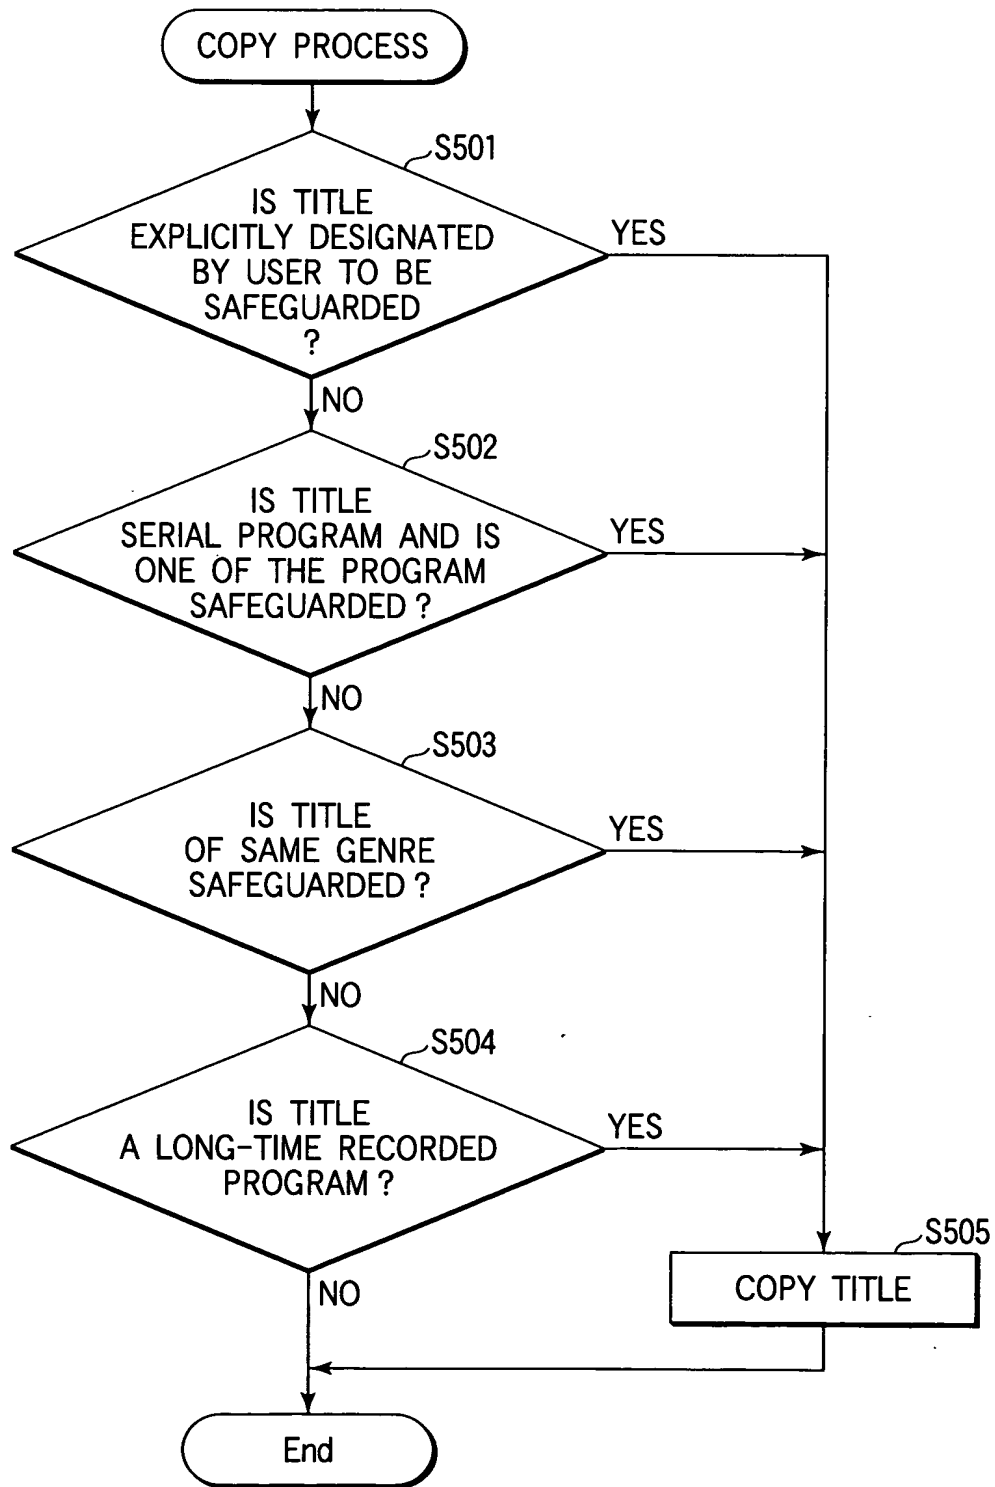 COPY PROCESS
S501
IS TITLE
EXPLICITLY DESIGNATED
BY USER TO BE
SAFEGUARDED
?
YES
NO
S502
IS TITLE
SERIAL PROGRAM AND IS
ONE OF THE PROGRAM
SAFEGUARDED ?
YES
NO
S503
IS TITLE
OF SAME GENRE
SAFEGUARDED ?
YES
NO
S504
IS TITLE
A LONG-TIME RECORDED
PROGRAM ?
YES
NO
S505
COPY TITLE
End